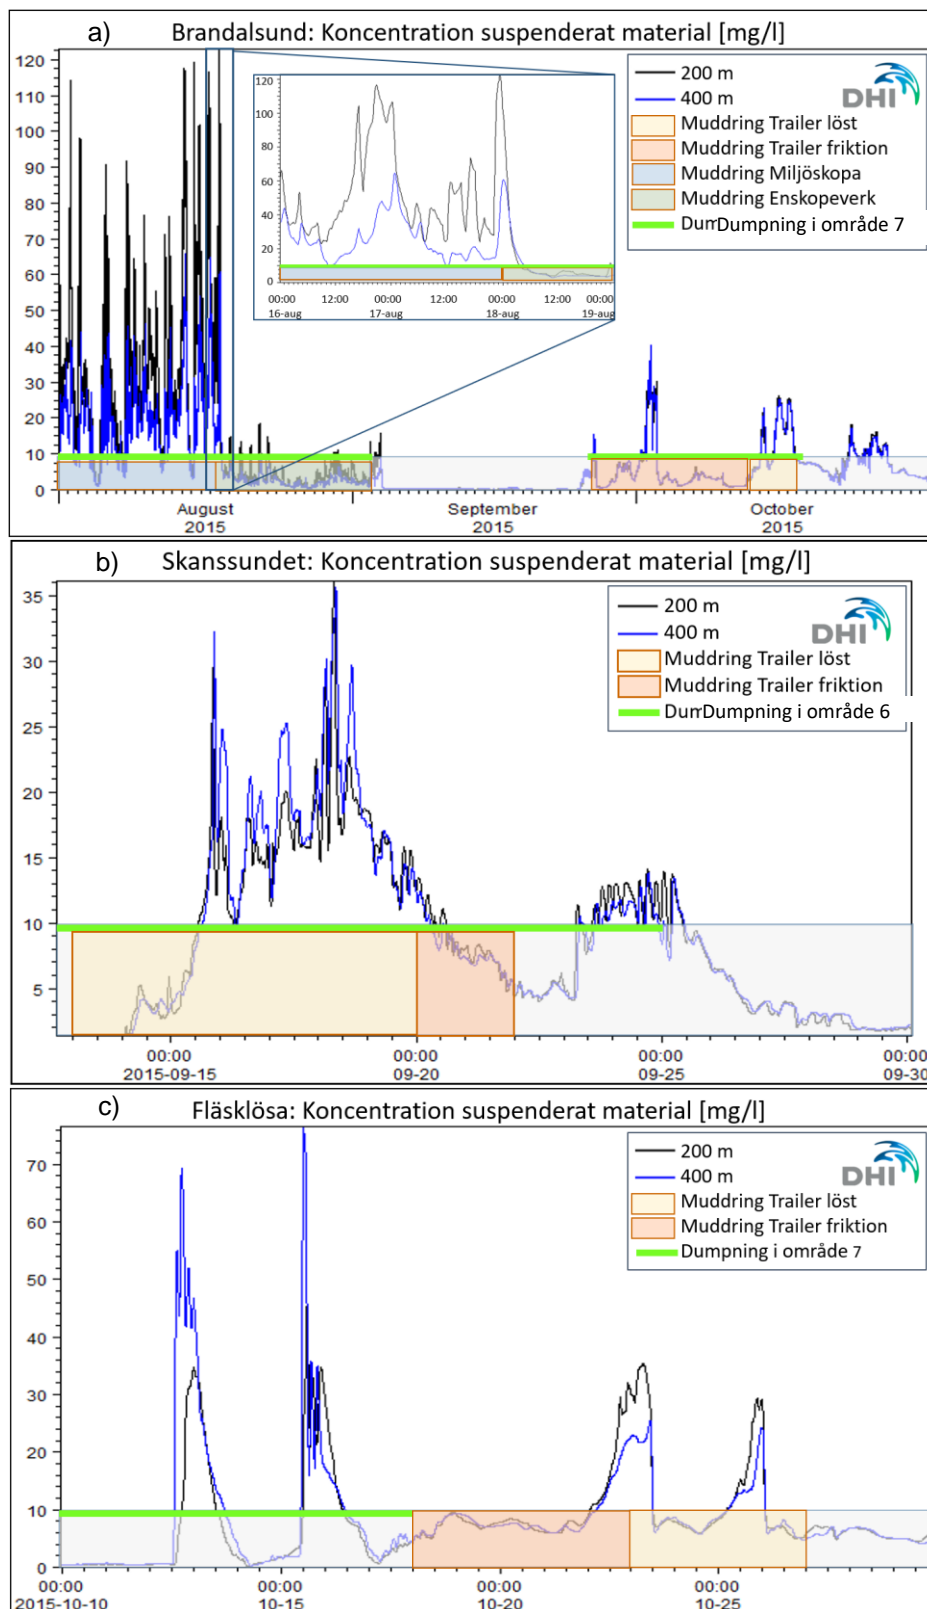 a) Brandalsund: Koncentration suspenderat material [mg/l]
120
110
100
90
80
70
60
50
40
30
20
10
0
120
100
80
60
40
20
0
00:00 12:00 00:00 12:00 00:00 12:00 00:00
16-aug 17-aug 18-aug 19-aug
200 m
400 m
DHI
Muddring Trailer löst
Muddring Trailer friktion
Muddring Miljöskopa
Muddring Enskopeverk
Dumpning i område 7
August September October
2015 2015 2015
b) Skanssundet: Koncentration suspenderat material [mg/l]
35
30
25
20
15
10
5
200 m
400 m
DHI
Muddring Trailer löst
Muddring Trailer friktion
Dumpning i område 6
00:00 00:00 00:00 00:00
2015-09-15 09-20 09-25 09-30
c) Fläsklösa: Koncentration suspenderat material [mg/l]
70
60
50
40
30
20
10
0
200 m
400 m
DHI
Muddring Trailer löst
Muddring Trailer friktion
Dumpning i område 7
00:00 00:00 00:00 00:00
2015-10-10 10-15 10-20 10-25